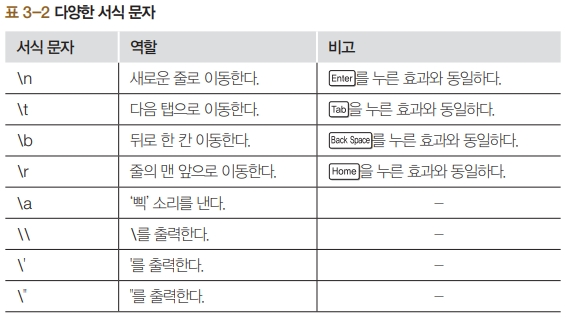 표 3-2 다양한 서식 문자
서식 문자 역할 비고
\n 새로운 줄로 이동한다. Enter를 누른 효과와 동일하다.
\t 다음 탭으로 이동한다. Tab을 누른 효과와 동일하다.
\b 뒤로 한 칸 이동한다. Back Space를 누른 효과와 동일하다.
\r 줄의 맨 앞으로 이동한다. Home을 누른 효과와 동일하다.
\a ‘삑’ 소리를 낸다. –
\\ \를 출력한다. –
\' '를 출력한다. –
\" "를 출력한다. –